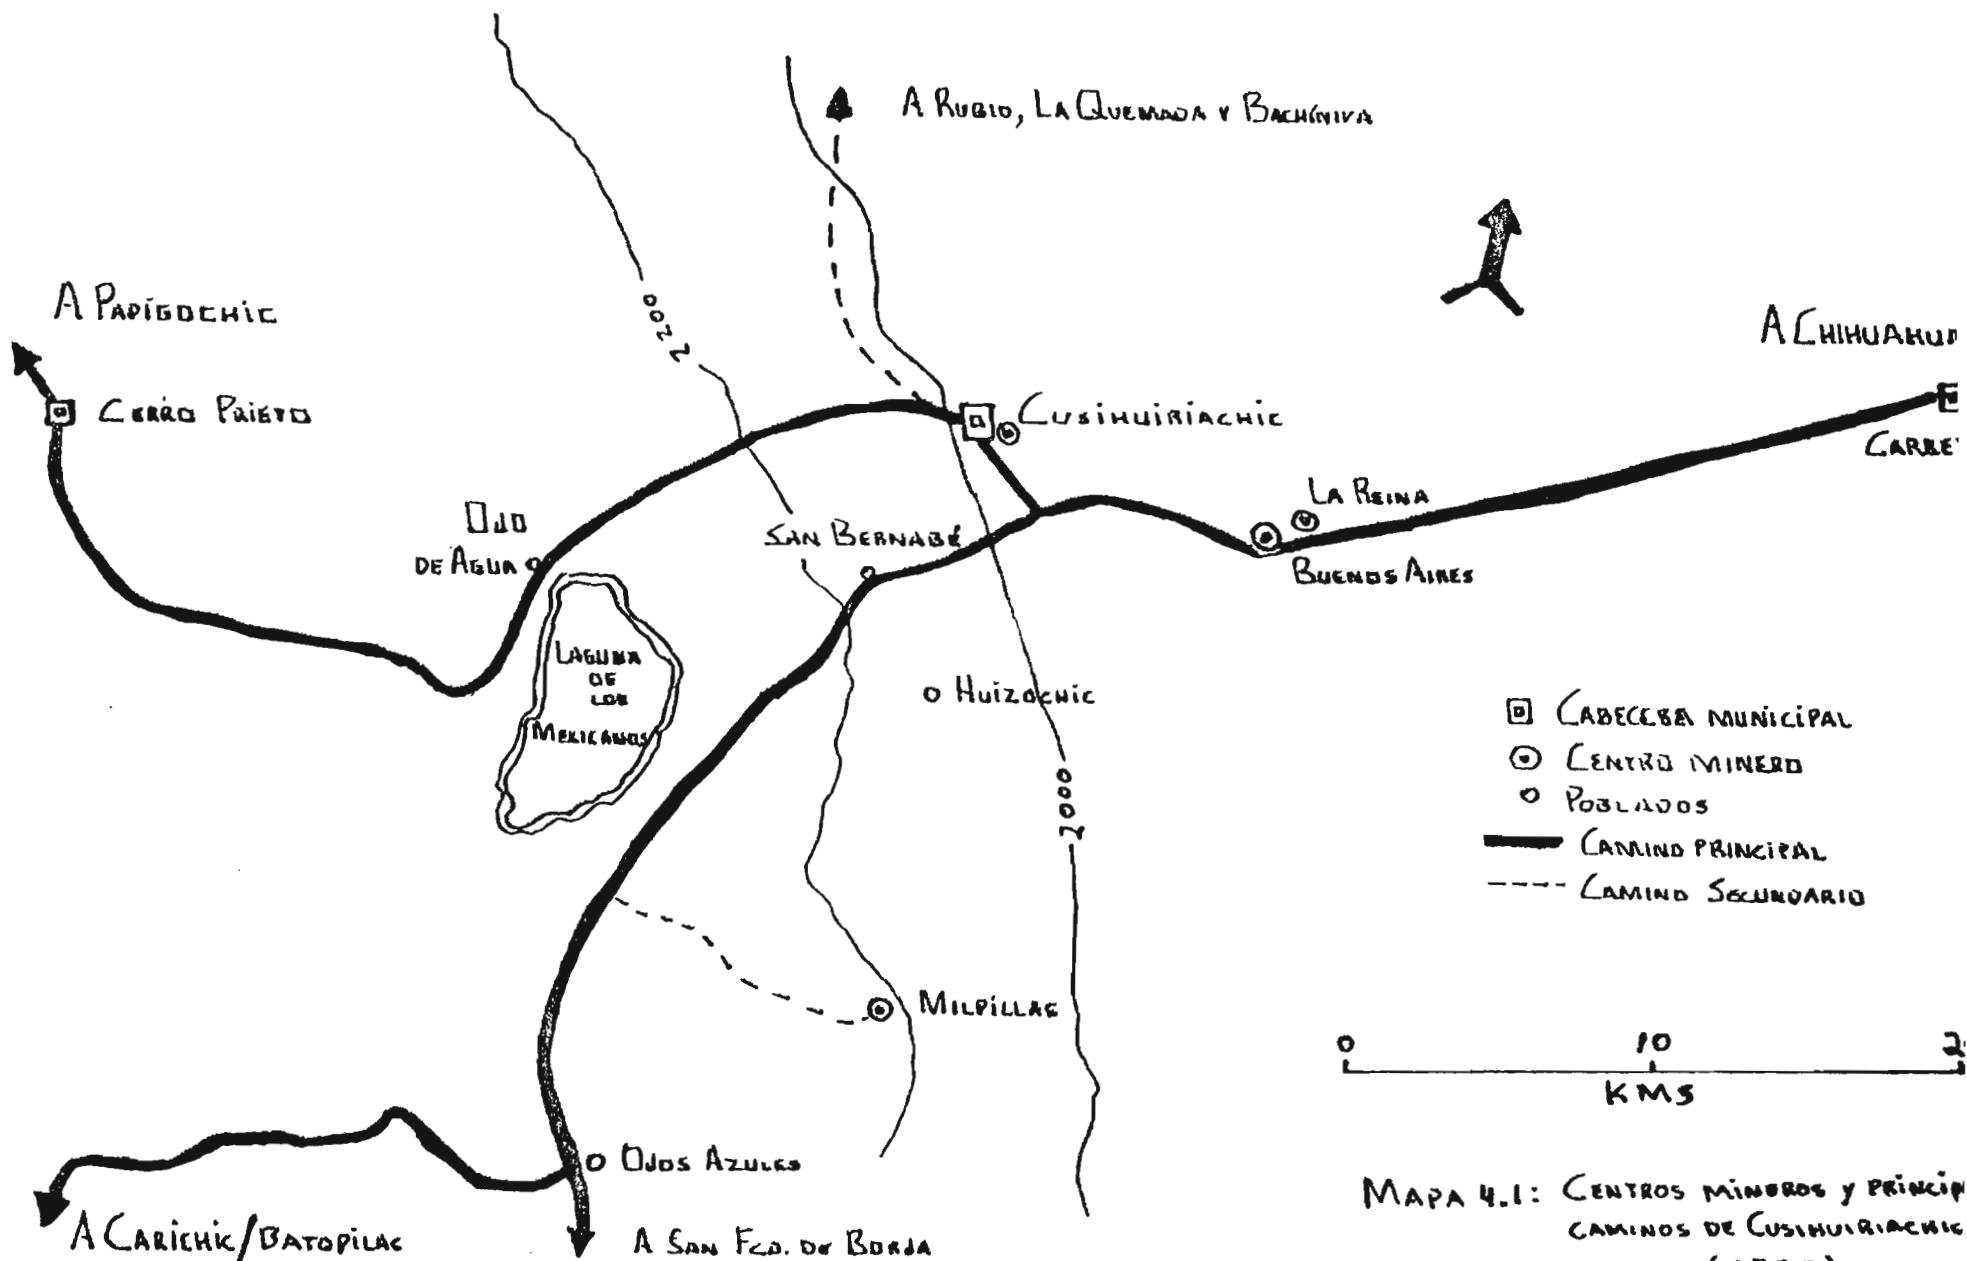 A Rubio, La Quemada y Bachíniva
A Papigochic
2200
A Chihuahua
Cerro Prieto
Cusihuiriachic
Carre
La Reina
Ojo
de Agua
San Bernabé
Buenos Aires
Laguna
de
los
Mexicanos
Huizochic
2000
Cabecera municipal
Centro minero
Poblados
Camino principal
Camino Secundario
Milpillas
0 10 2
KMS
Ojos Azules
A Carichic/Batopilas
A San Fco. de Borja
Mapa 4.1: Centros mineros y princip
caminos de Cusihuiriachic